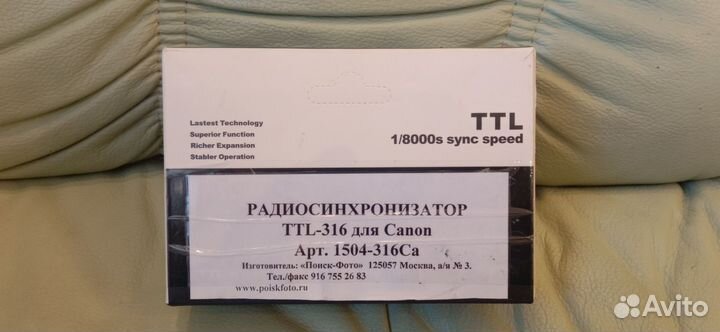 Lastest Technology
Superior Function
Richer Expansion
Stabler Operation
TTL
1/8000s sync speed
РАДИОСИНХРОНИЗАТОР
TTL-316 для Canon
Арт. 1504-316Ca
Изготовитель: «Поиск-Фото» 125057 Москва, а/я № 3.
Тел./факс 916 755 26 83
www.poiskfoto.ru
Avito